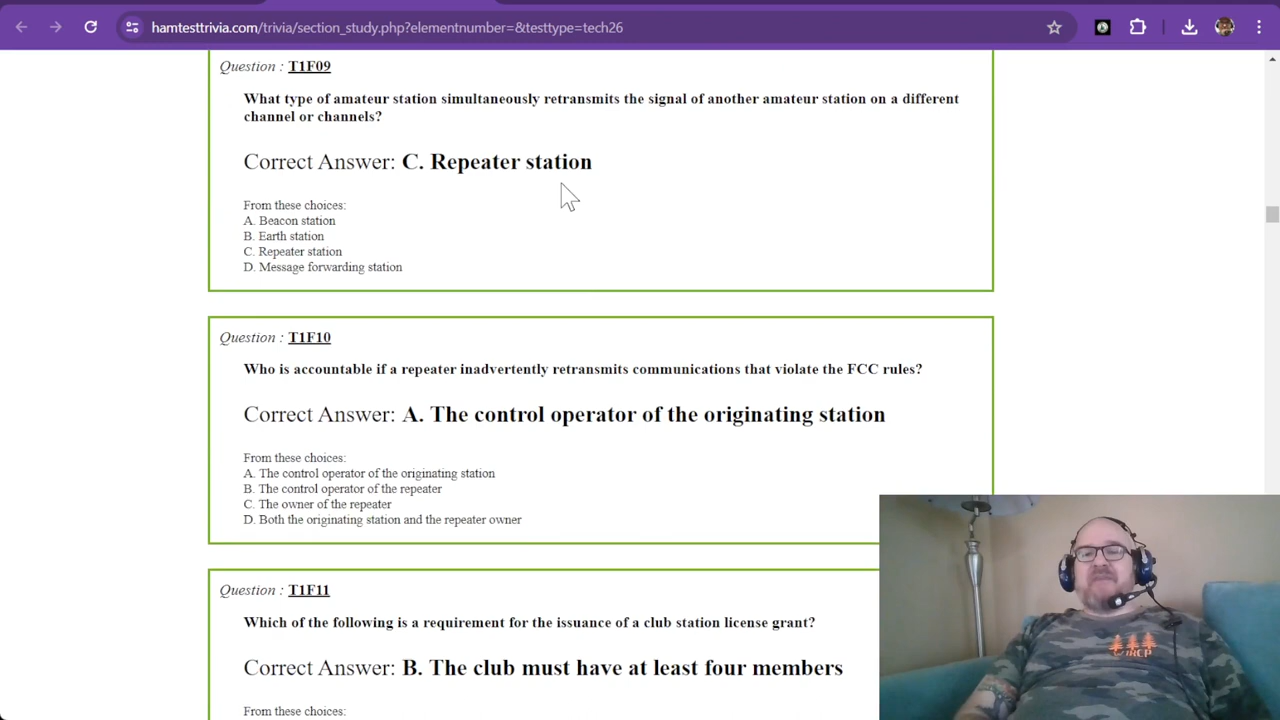 hamtesttrivia.com/trivia/section_study.php?elementnumber=&testtype=tech26
Question : T1F09
What type of amateur station simultaneously retransmits the signal of another amateur station on a different
channel or channels?
Correct Answer: C. Repeater station
From these choices:
A. Beacon station
B. Earth station
C. Repeater station
D. Message forwarding station
Question : T1F10
Who is accountable if a repeater inadvertently retransmits communications that violate the FCC rules?
Correct Answer: A. The control operator of the originating station
From these choices:
A. The control operator of the originating station
B. The control operator of the repeater
C. The owner of the repeater
D. Both the originating station and the repeater owner
Question : T1F11
Which of the following is a requirement for the issuance of a club station license grant?
Correct Answer: B. The club must have at least four members
From these choices: